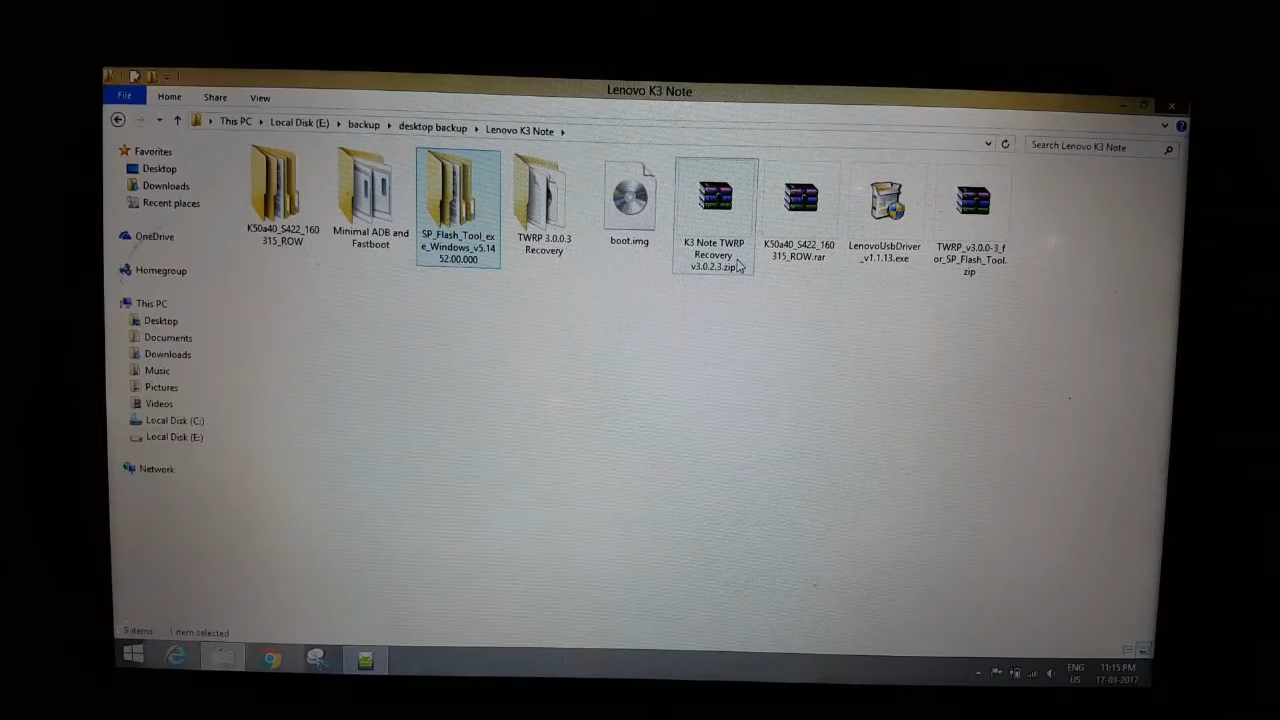 Lenovo K3 Note
File Home Share View
This PC Local Disk (E:) backup desktop backup Lenovo K3 Note
Search Lenovo K3 Note
Favorites
Desktop
Downloads
Recent places
OneDrive
Homegroup
This PC
Desktop
Documents
Downloads
Music
Pictures
Videos
Local Disk (C:)
Local Disk (E:)
Network
K50a40_S422_160
315_ROW
Minimal ADB and
Fastboot
SP_Flash_Tool_ex
e_Windows_v5.14
52.00.000
TWRP 3.0.0.3
Recovery
boot.img
K3 Note TWRP
Recovery
v3.0.2.3.zip
K50a40_S422_160
315_ROW.rar
LenovoUsbDriver
_v1.1.13.exe
TWRP_v3.0.0-3_f
or_SP_Flash_Tool.
zip
9 items 1 item selected
ENG
US
11:15 PM
17-03-2017